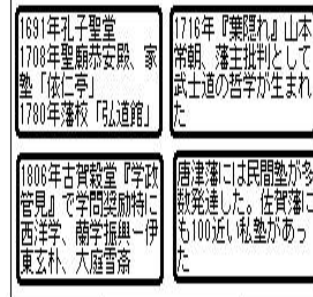 1691年孔子聖堂
1708年聖廟恭安殿、家
塾「依仁亭」
1780年藩校「弘道館」
1716年『葉隠れ』山本
常朝、藩主批判として
武士道の哲学が生まれ
た
1806年古賀穀堂『学政
管見』で学問奨励特に
西洋学、蘭学振興ー伊
東玄朴、大庭雪斎
唐津藩には民間塾が多
数発達した。佐賀藩に
も100近い私塾があっ
た